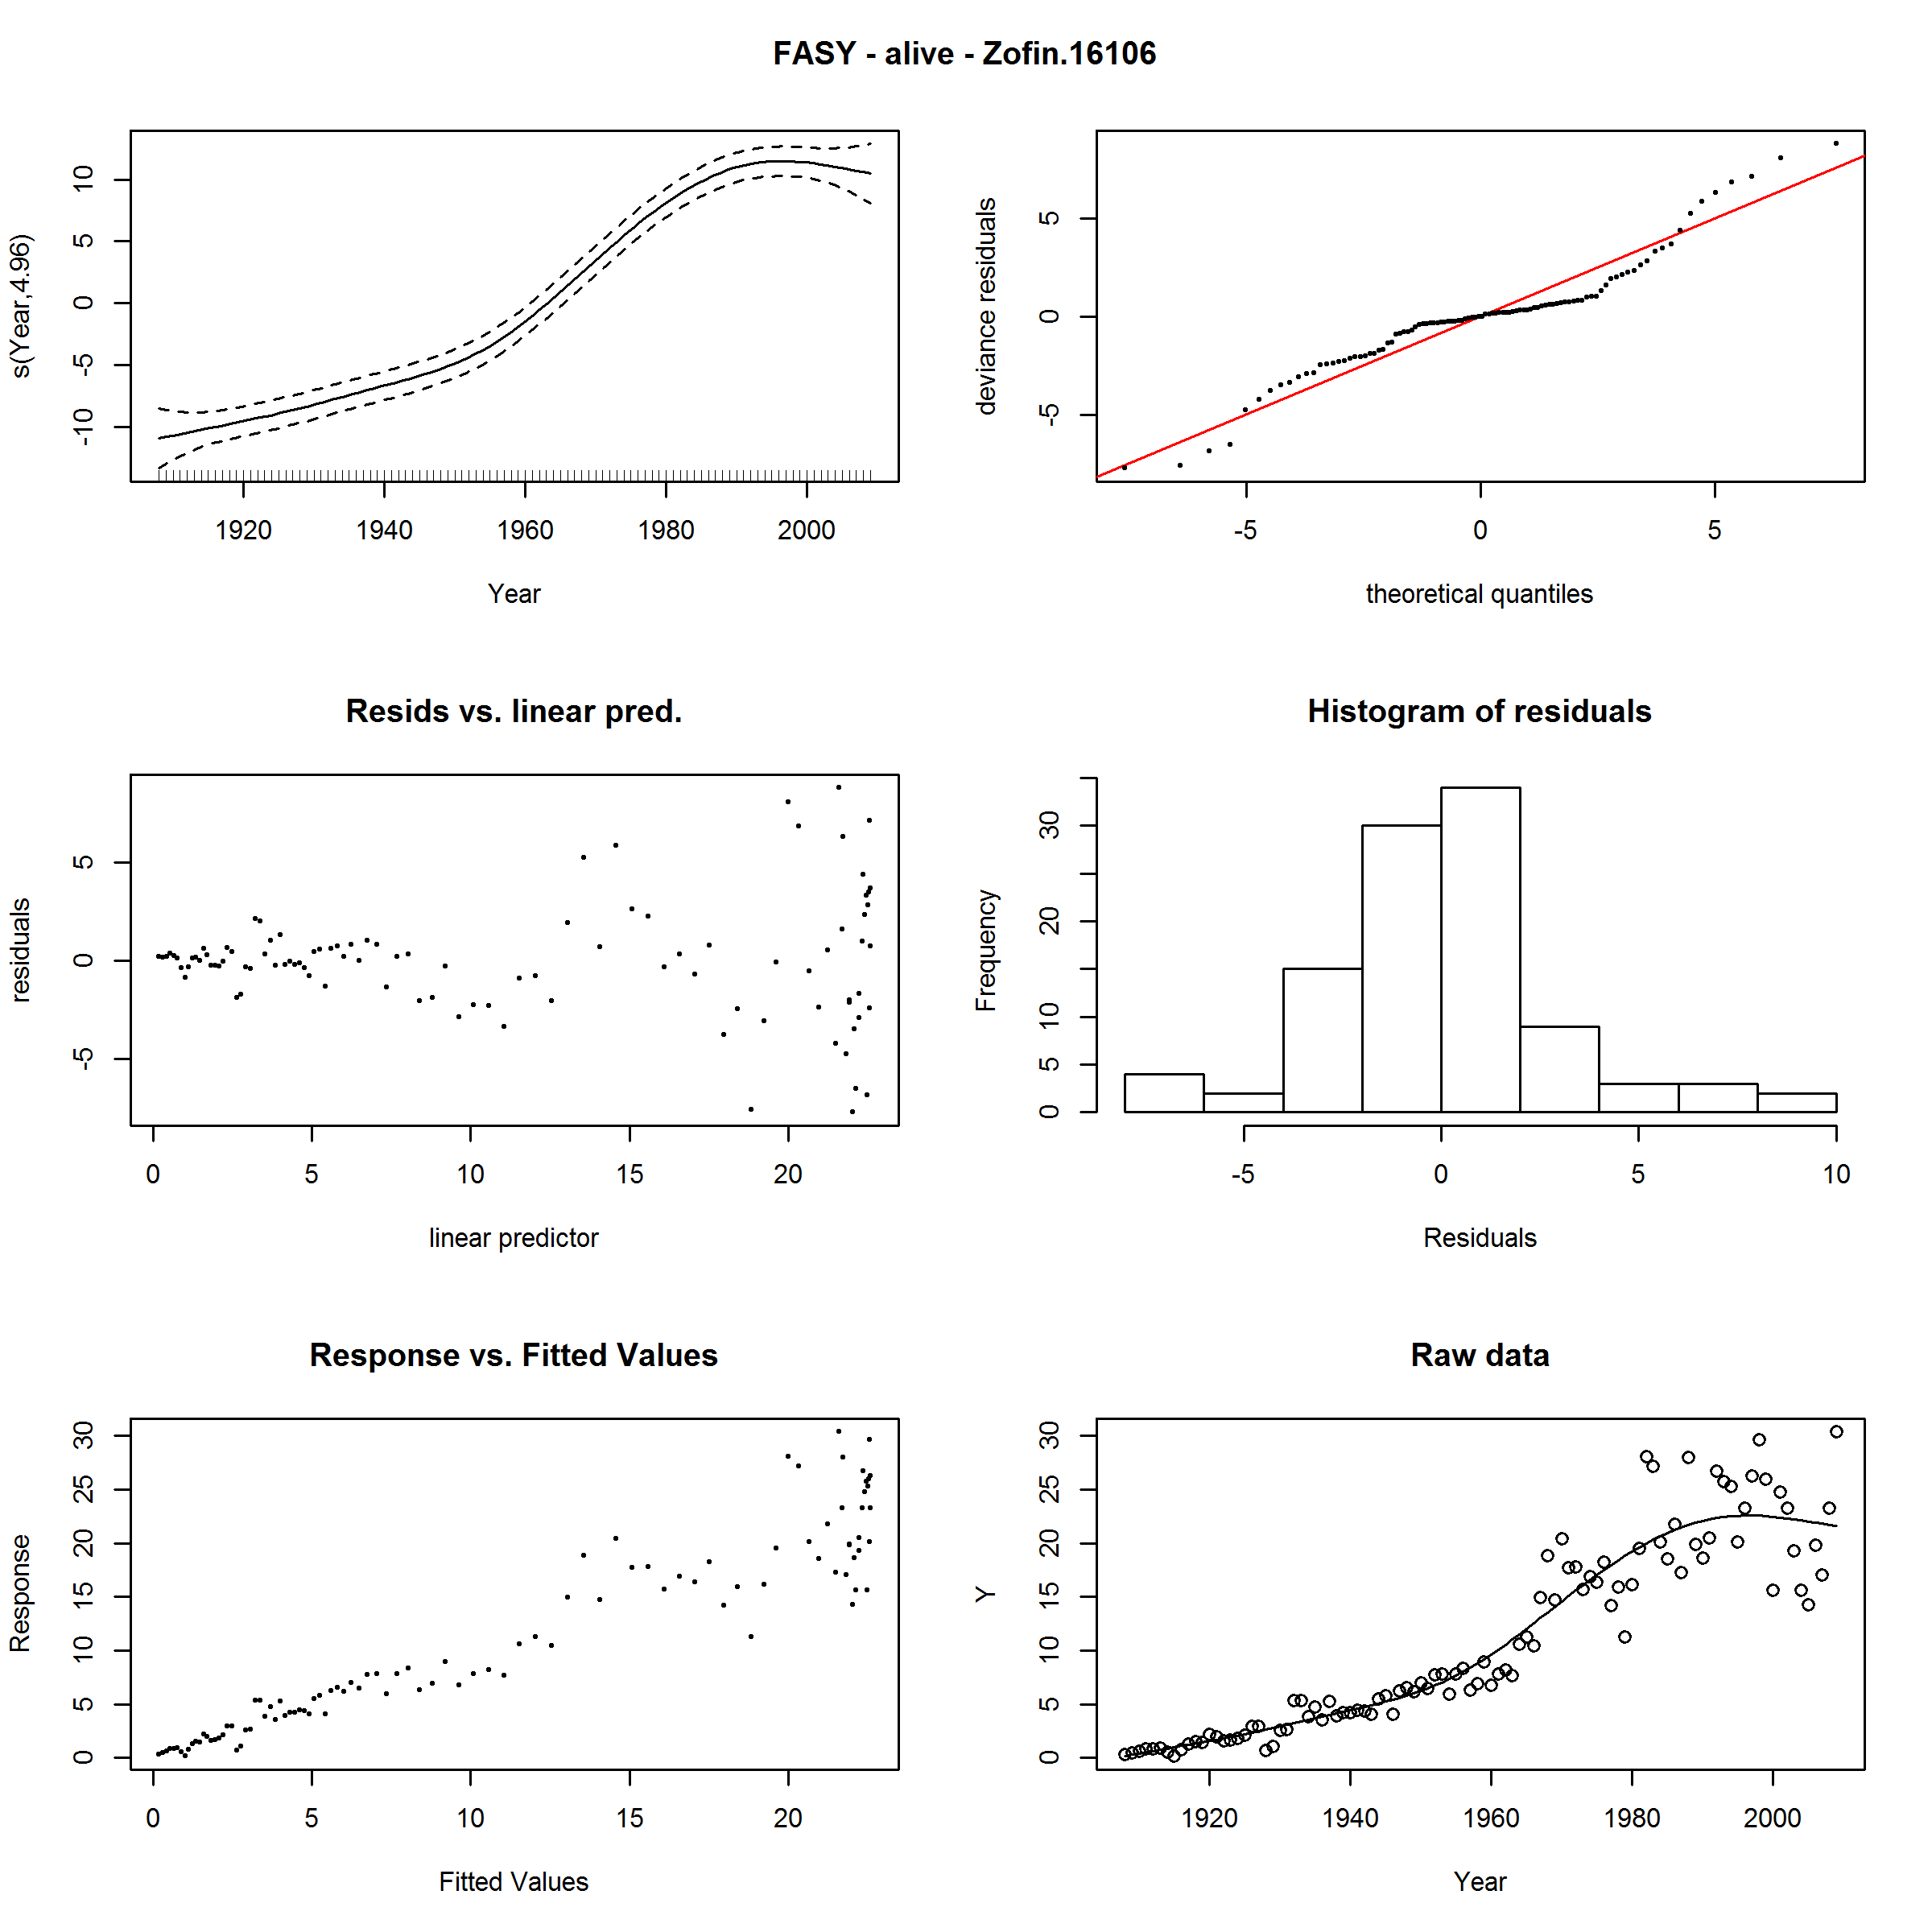 FASY - alive - Zofin.16106
s(Year,4.96)
10
5
0
-5
-10
1920 1940 1960 1980 2000
Year
deviance residuals
5
0
-5
-5 0 5
theoretical quantiles
Resids vs. linear pred.
residuals
5
0
-5
0 5 10 15 20
linear predictor
Histogram of residuals
Frequency
30
20
10
5
0
-5 0 5 10
Residuals
Response vs. Fitted Values
Response
30
25
20
15
10
5
0
0 5 10 15 20
Fitted Values
Raw data
Y
30
25
20
15
10
5
0
1920 1940 1960 1980 2000
Year